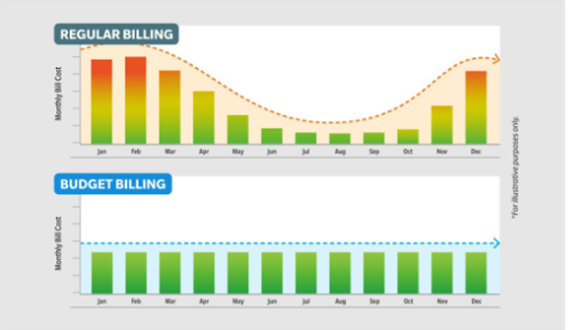 REGULAR BILLING
Monthly Bill Cost
Jan Feb Mar Apr May Jun Jul Aug Sep Oct Nov Dec
BUDGET BILLING
Monthly Bill Cost
Jan Feb Mar Apr May Jun Jul Aug Sep Oct Nov Dec
*For illustrative purposes only.